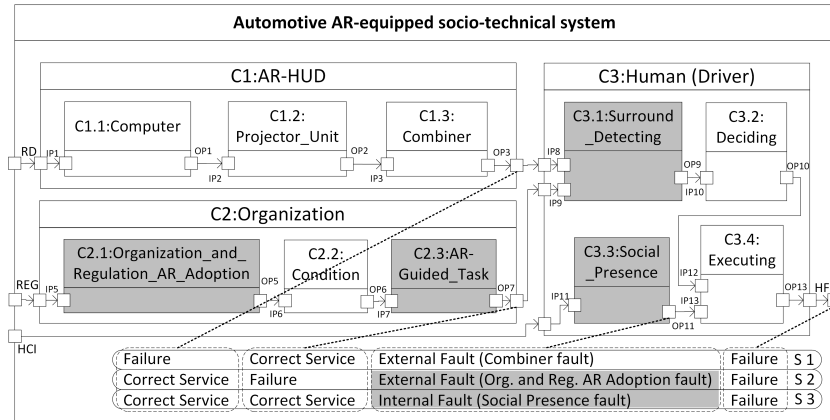 Automotive AR-equipped socio-technical system
C1:AR-HUD
C1.1:Computer
C1.2:
Projector_Unit
C1.3:
Combiner
RD
IP1
OP1
IP2
OP2
IP3
OP3
C2:Organization
C2.1:Organization_and_
Regulation_AR_Adoption
C2.2:
Condition
C2.3:AR-
Guided_Task
REG
IP5
OP5
IP6
OP6
IP7
OP7
HCI
C3:Human (Driver)
C3.1:Surround
_Detecting
C3.2:
Deciding
IP8
IP9
OP9
IP10
OP10
C3.3:Social
_Presence
C3.4:
Executing
IP11
OP11
IP12
IP13
OP13
HF
Failure Correct Service External Fault (Combiner fault) Failure S 1
Correct Service Failure External Fault (Org. and Reg. AR Adoption fault) Failure S 2
Correct Service Correct Service Internal Fault (Social Presence fault) Failure S 3